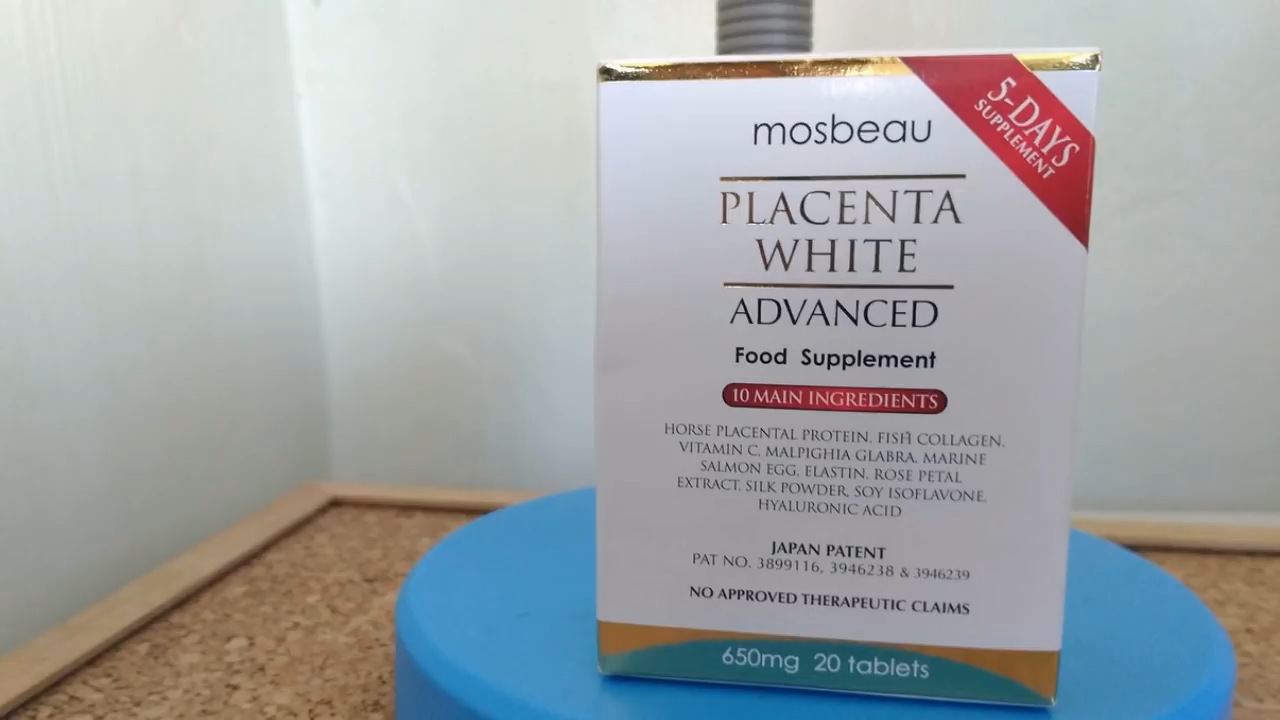 mosbeau
5-DAYS
SUPPLEMENT
PLACENTA
WHITE
ADVANCED
Food Supplement
10 MAIN INGREDIENTS
HORSE PLACENTAL PROTEIN, FISH COLLAGEN,
VITAMIN C, MALPIGHIA GLABRA, MARINE
SALMON EGG, ELASTIN, ROSE PETAL
EXTRACT, SILK POWDER, SOY ISOFLAVONE,
HYALURONIC ACID
JAPAN PATENT
PAT NO. 3899116, 3946238 & 3946239
NO APPROVED THERAPEUTIC CLAIMS
650mg 20 tablets